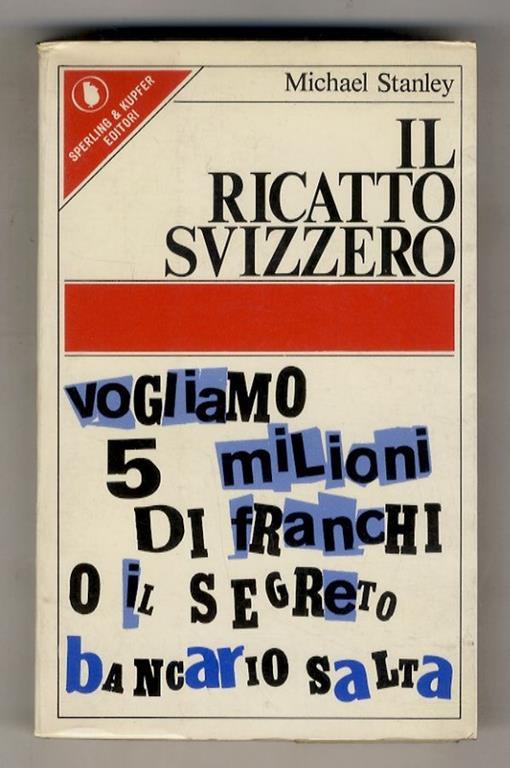 SPERLING & KUPFER
EDITORI
Michael Stanley
IL
RICATTO
SVIZZERO
VOGliaMO
5 miLioni
DI fRancHI
O iL SEGReTO
bANCarIO SaLTa